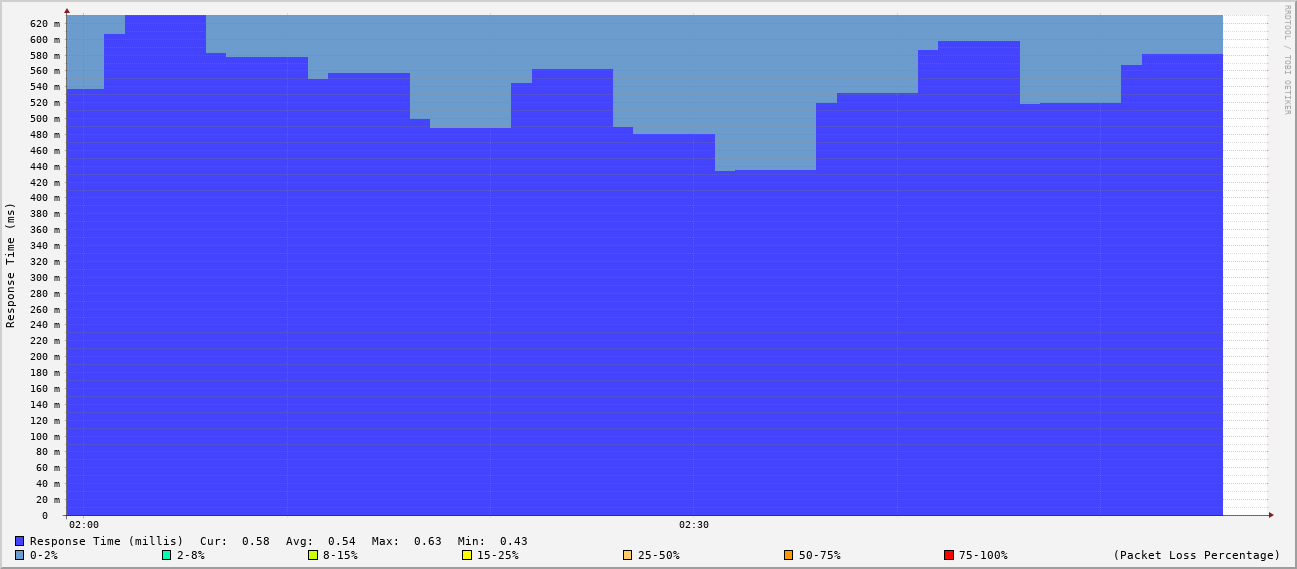 620 m
600 m
580 m
560 m
540 m
520 m
500 m
480 m
460 m
440 m
420 m
400 m
380 m
360 m
340 m
320 m
300 m
280 m
260 m
240 m
220 m
200 m
180 m
160 m
140 m
120 m
100 m
80 m
60 m
40 m
20 m
0
Response Time (ms)
RRDTOOL / TOBI OETIKER
02:00 02:30
Response Time (millis) Cur: 0.58 Avg: 0.54 Max: 0.63 Min: 0.43
0-2% 2-8% 8-15% 15-25% 25-50% 50-75% 75-100% (Packet Loss Percentage)